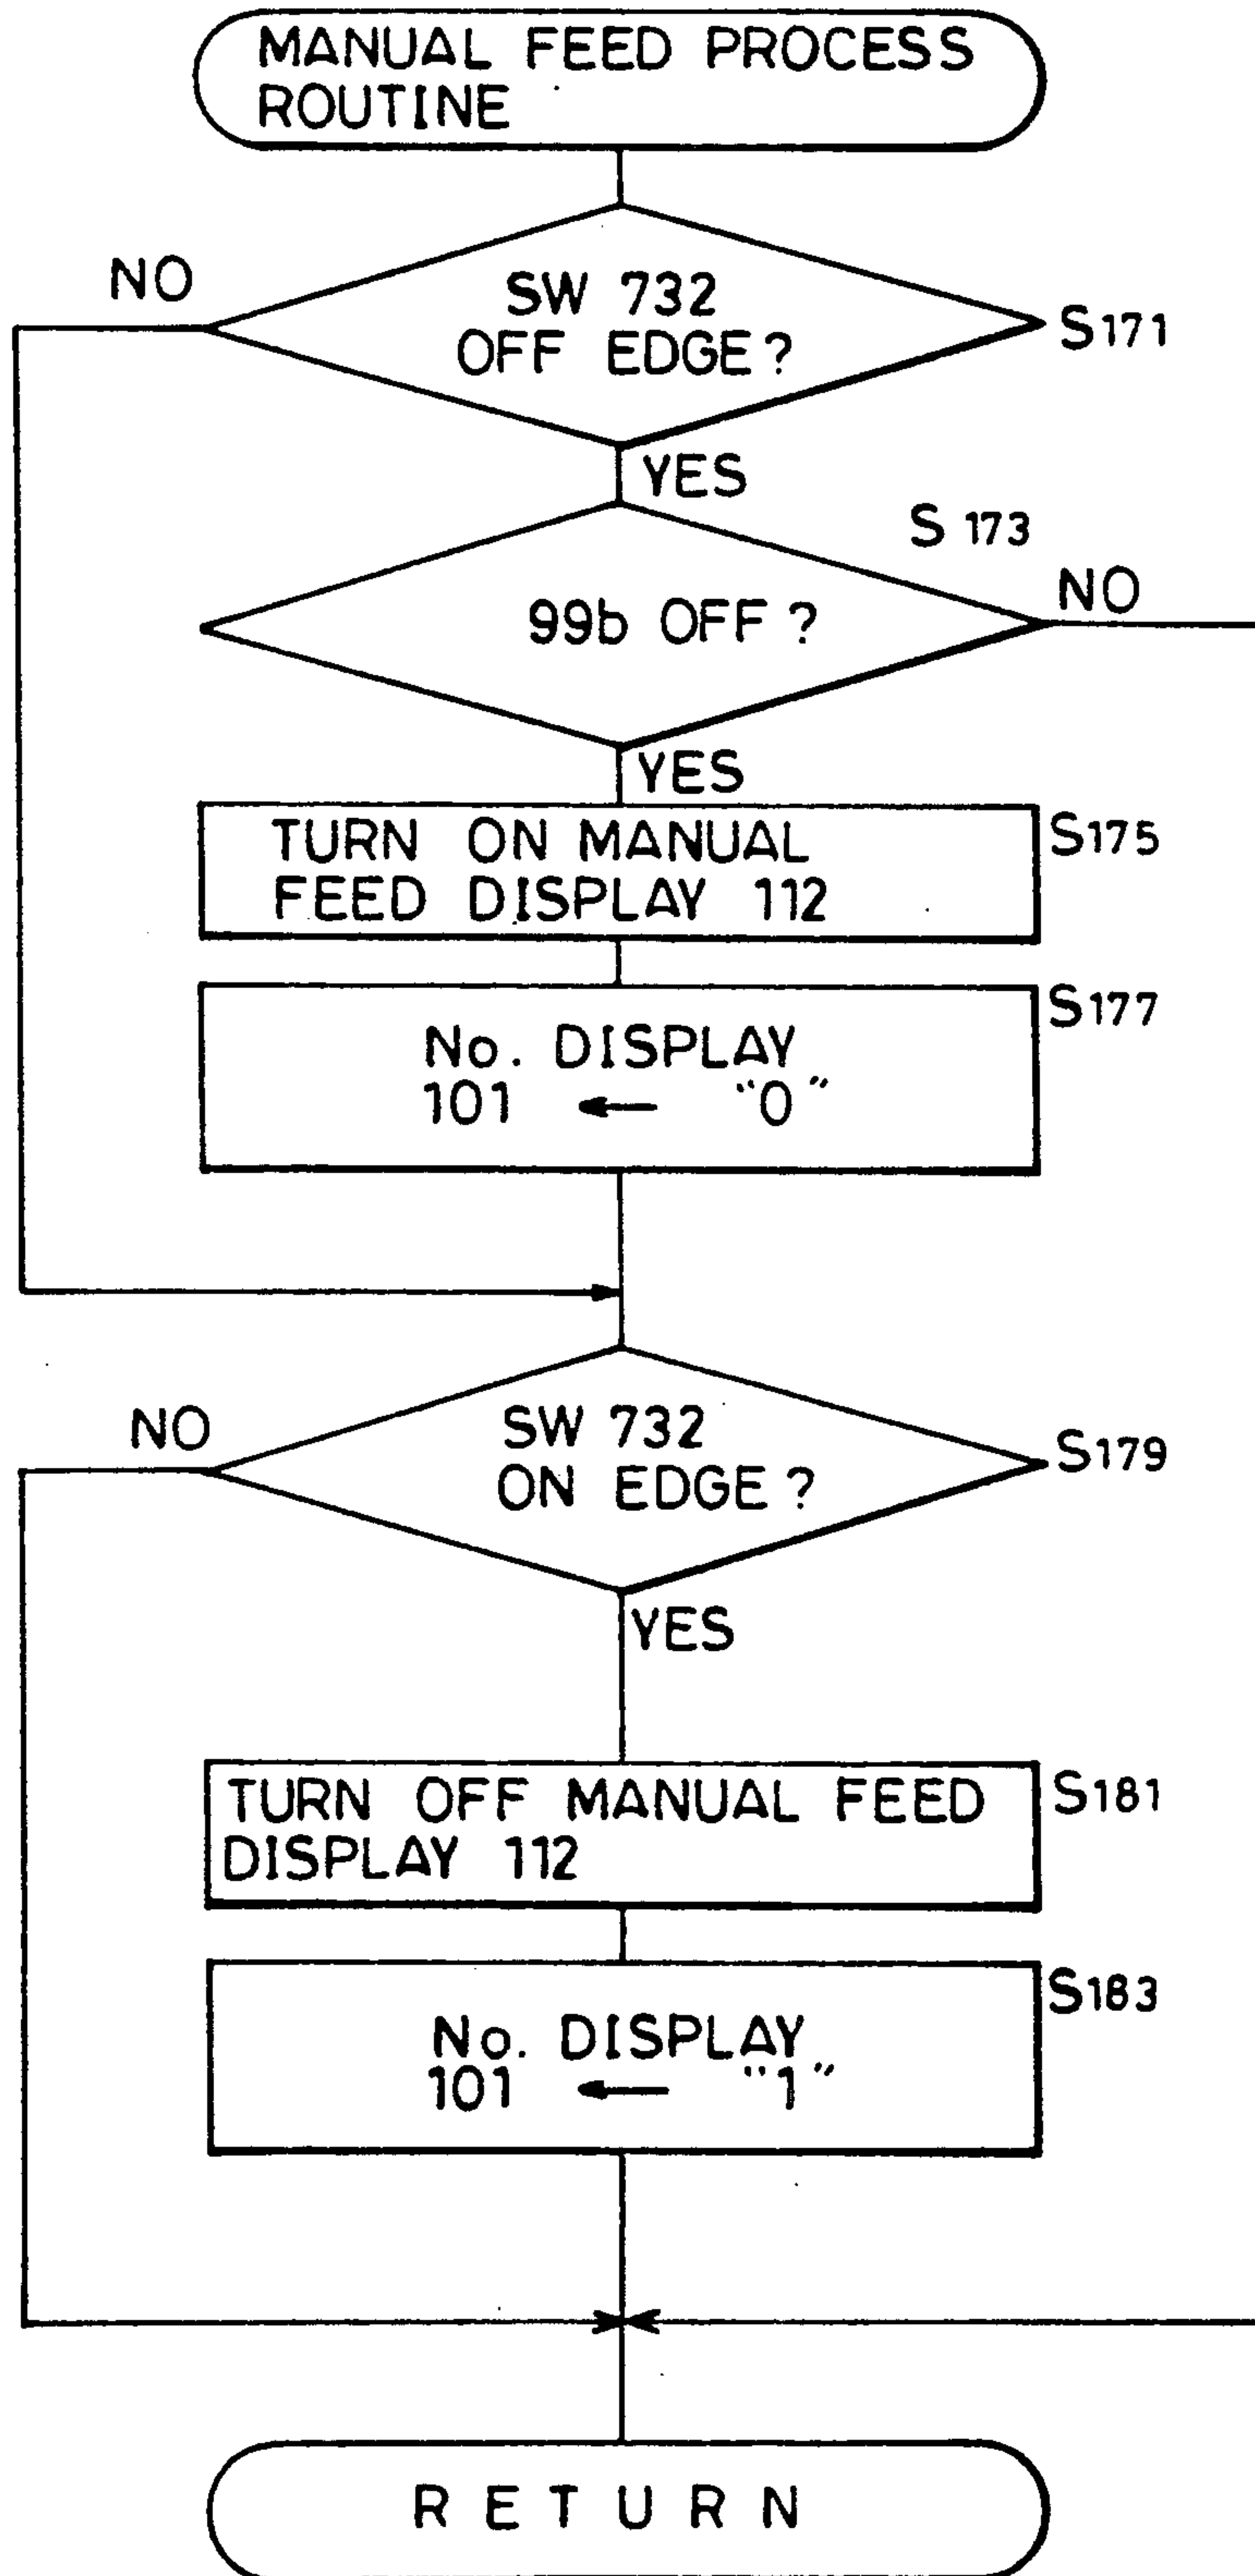 MANUAL FEED PROCESS
ROUTINE
NO
SW 732
OFF EDGE?
S171
YES
S 173
99b OFF?
NO
YES
TURN ON MANUAL
FEED DISPLAY 112
S175
No. DISPLAY
101 ← "0"
S177
NO
SW 732
ON EDGE?
S179
YES
TURN OFF MANUAL FEED
DISPLAY 112
S181
No. DISPLAY
101 ← "1"
S183
RETURN